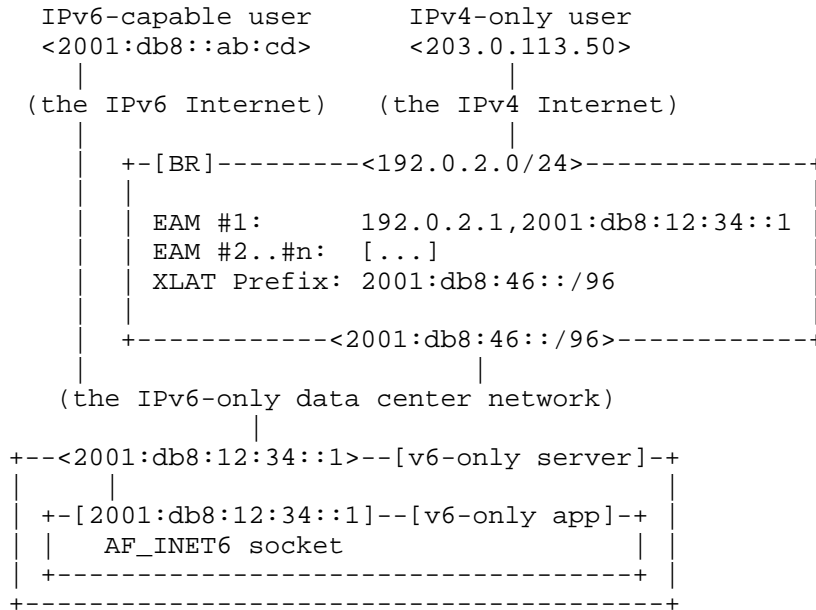 IPv6-capable user        IPv4-only user
<2001:db8::ab:cd>        <203.0.113.50>
(the IPv6 Internet)   (the IPv4 Internet)
+-[BR]---------<192.0.2.0/24>--------------+
EAM #1:      192.0.2.1,2001:db8:12:34::1
EAM #2..#n:  [...]
XLAT Prefix: 2001:db8:46::/96
+------------<2001:db8:46::/96>------------+
(the IPv6-only data center network)
+--<2001:db8:12:34::1>--[v6-only server]-+
+-[2001:db8:12:34::1]--[v6-only app]-+
AF_INET6 socket